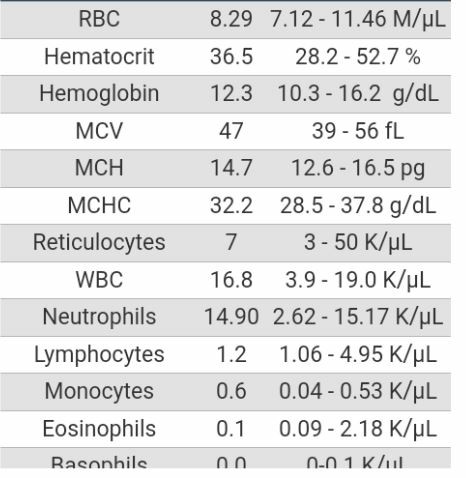 RBC 8.29 7.12 - 11.46 M/µL
Hematocrit 36.5 28.2 - 52.7 %
Hemoglobin 12.3 10.3 - 16.2 g/dL
MCV 47 39 - 56 fL
MCH 14.7 12.6 - 16.5 pg
MCHC 32.2 28.5 - 37.8 g/dL
Reticulocytes 7 3 - 50 K/µL
WBC 16.8 3.9 - 19.0 K/µL
Neutrophils 14.90 2.62 - 15.17 K/µL
Lymphocytes 1.2 1.06 - 4.95 K/µL
Monocytes 0.6 0.04 - 0.53 K/µL
Eosinophils 0.1 0.09 - 2.18 K/µL
Basophils 0.0 0-0.1 K/µL